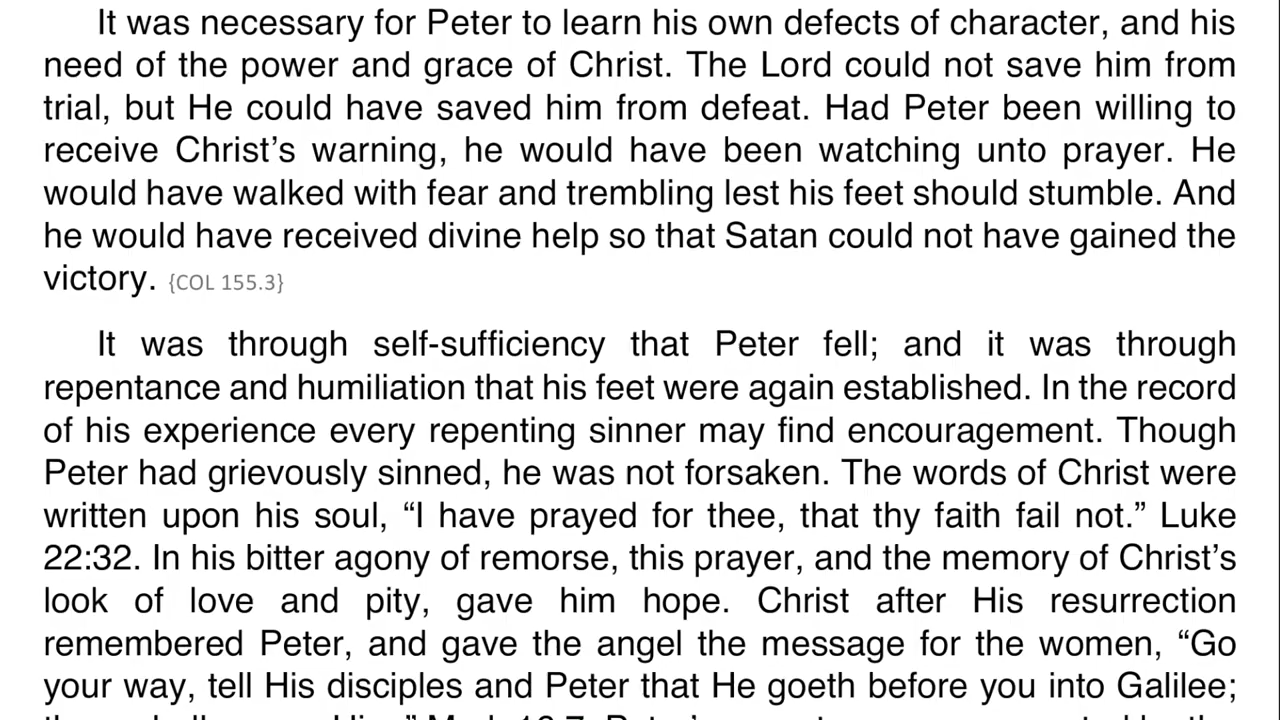 It was necessary for Peter to learn his own defects of character, and his
need of the power and grace of Christ. The Lord could not save him from
trial, but He could have saved him from defeat. Had Peter been willing to
receive Christ’s warning, he would have been watching unto prayer. He
would have walked with fear and trembling lest his feet should stumble. And
he would have received divine help so that Satan could not have gained the
victory. {COL 155.3}
It was through self-sufficiency that Peter fell; and it was through
repentance and humiliation that his feet were again established. In the record
of his experience every repenting sinner may find encouragement. Though
Peter had grievously sinned, he was not forsaken. The words of Christ were
written upon his soul, “I have prayed for thee, that thy faith fail not.” Luke
22:32. In his bitter agony of remorse, this prayer, and the memory of Christ’s
look of love and pity, gave him hope. Christ after His resurrection
remembered Peter, and gave the angel the message for the women, “Go
your way, tell His disciples and Peter that He goeth before you into Galilee;